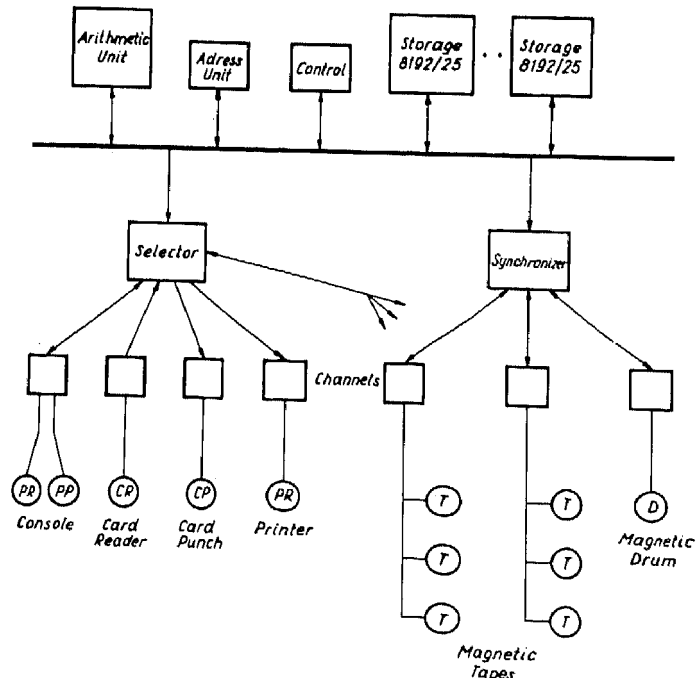 Arithmetic
Unit
Adress
Unit
Control
Storage
8192/25
. .
Storage
8192/25
Selector
Synchronizer
Channels
PR
PP
CR
CP
PR
T
T
D
Console
Card
Reader
Card
Punch
Printer
Magnetic
Drum
T
T
T
T
Magnetic
Tapes